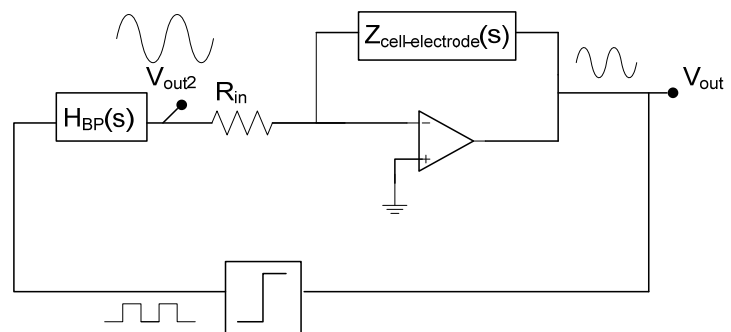 Z_cell-electrode(s)
V_out2
R_in
V_out
H_BP(s)
−
+